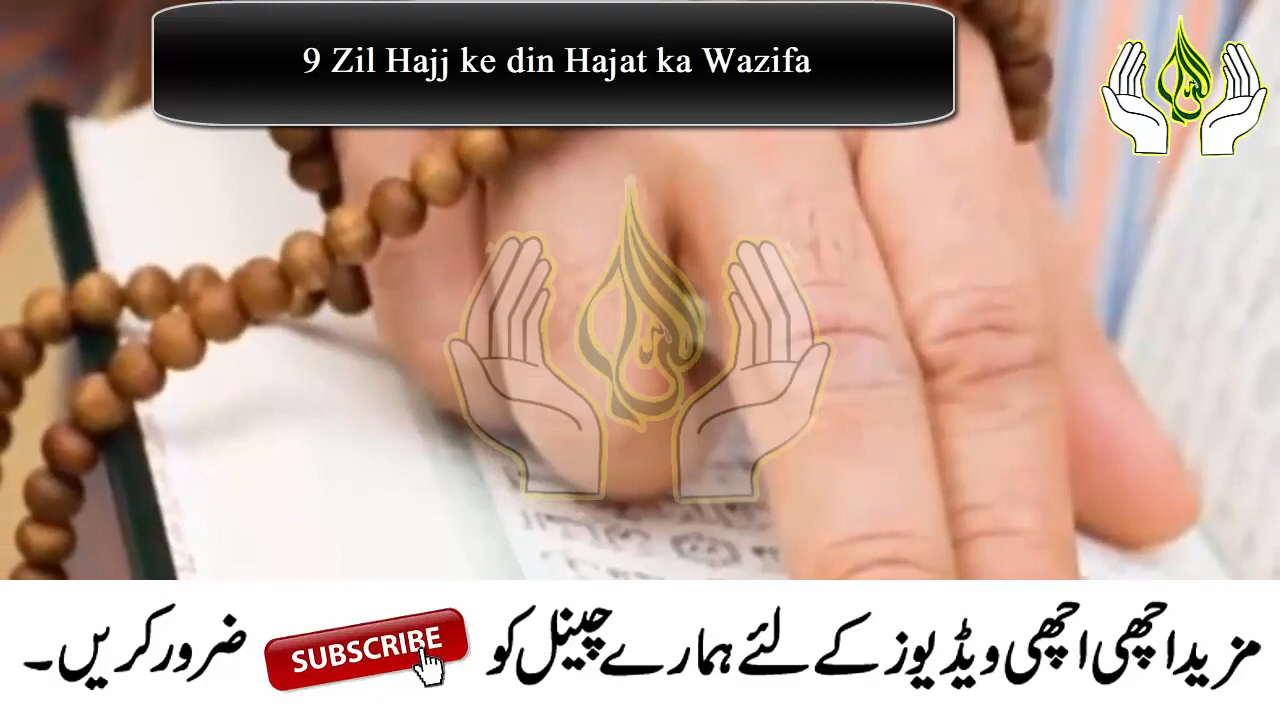 9 Zil Hajj ke din Hajat ka Wazifa
مزید اچھی اچھی ویڈیوز کے لئے ہمارے چینل کو SUBSCRIBE ضرور کریں۔